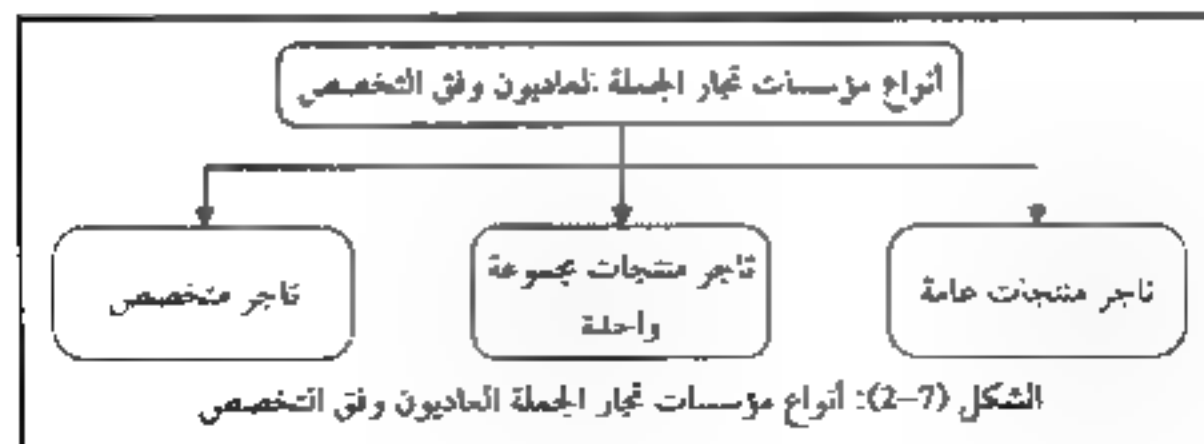 أنواع مؤسسات تجار الجملة العاديون وفق التخصص
تاجر منتجات عامة
تاجر منتجات مجموعة
واحدة
تاجر متخصص
الشكل (7-2): أنواع مؤسسات تجار الجملة العاديون وفق التخصص